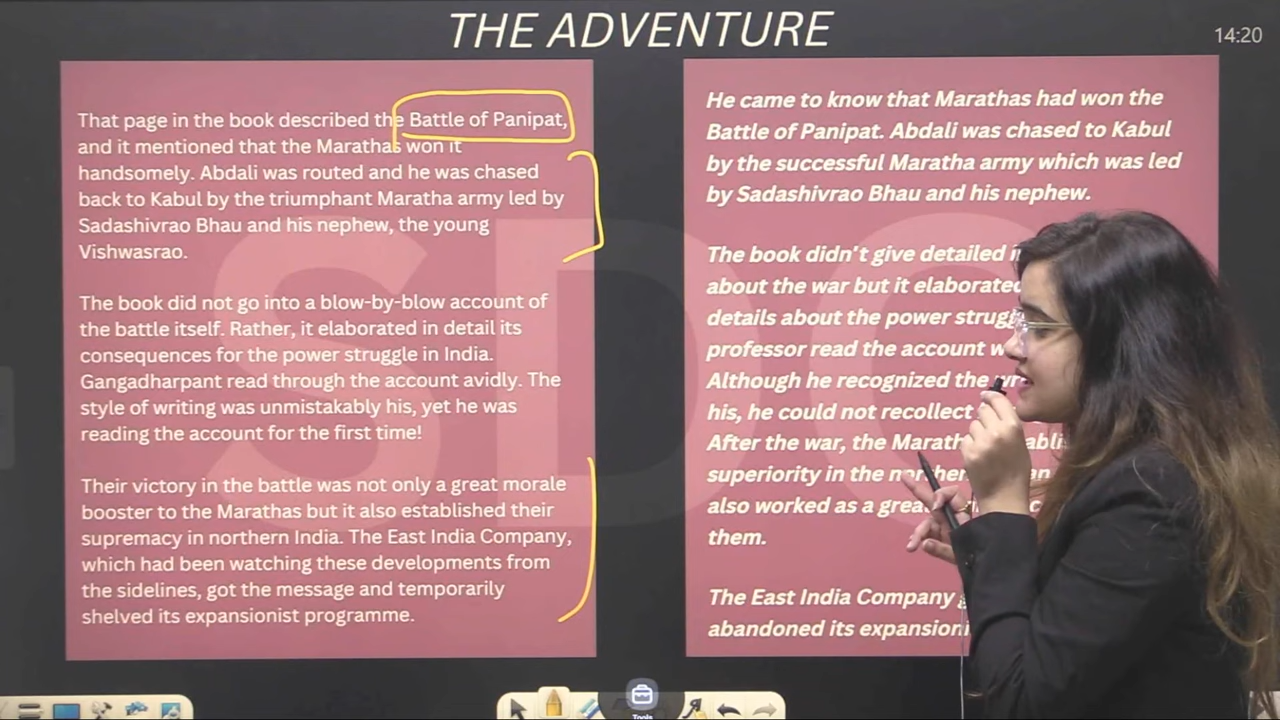 THE ADVENTURE
14:20
That page in the book described the Battle of Panipat,
and it mentioned that the Marathas won it
handsomely. Abdali was routed and he was chased
back to Kabul by the triumphant Maratha army led by
Sadashivrao Bhau and his nephew, the young
Vishwasrao.
The book did not go into a blow-by-blow account of
the battle itself. Rather, it elaborated in detail its
consequences for the power struggle in India.
Gangadharpant read through the account avidly. The
style of writing was unmistakably his, yet he was
reading the account for the first time!
Their victory in the battle was not only a great morale
booster to the Marathas but it also established their
supremacy in northern India. The East India Company,
which had been watching these developments from
the sidelines, got the message and temporarily
shelved its expansionist programme.
He came to know that Marathas had won the
Battle of Panipat. Abdali was chased to Kabul
by the successful Maratha army which was led
by Sadashivrao Bhau and his nephew.
The book didn't give detailed
about the war but it elaborated
details about the power
professor read the account
Although he recognized the
his, he could not recollect
After the war, the
superiority in the
also worked as a
them.
The East India Company
abandoned its
SDC
Tools